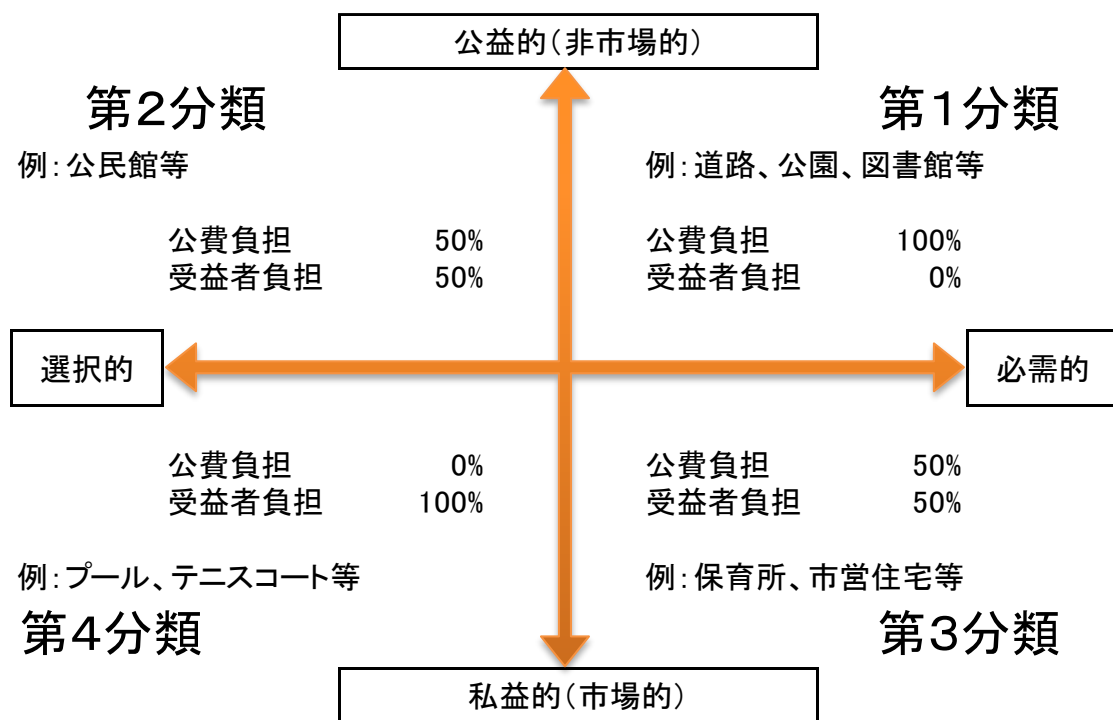 公益的(非市場的)
第2分類
例:公民館等
公費負担 50%
受益者負担 50%
第1分類
例:道路、公園、図書館等
公費負担 100%
受益者負担 0%
選択的
必需的
公費負担 0%
受益者負担 100%
例:プール、テニスコート等
第4分類
公費負担 50%
受益者負担 50%
例:保育所、市営住宅等
第3分類
私益的(市場的)